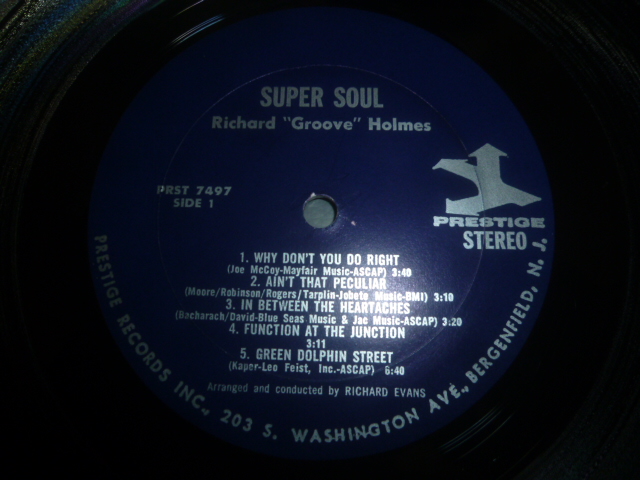 SUPER SOUL
Richard "Groove" Holmes
PRST 7497
SIDE 1
PRESTIGE
STEREO
1. WHY DON'T YOU DO RIGHT
(Joe McCoy-Mayfair Music-ASCAP) 3:40
2. AIN'T THAT PECULIAR
(Moore/Robinson/Rogers/Tarplin-Jobete Music-BMI) 3:10
3. IN BETWEEN THE HEARTACHES
(Bacharach/David-Blue Seas Music & Jac Music-ASCAP) 3:20
4. FUNCTION AT THE JUNCTION
3:11
5. GREEN DOLPHIN STREET
(Kaper-Leo Feist, Inc.-ASCAP) 6:40
Arranged and conducted by RICHARD EVANS
PRESTIGE RECORDS INC., 203 S. WASHINGTON AVE., BERGENFIELD, N. J.